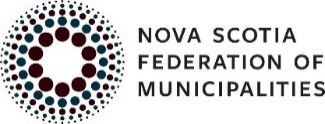 NOVA SCOTIA
FEDERATION OF
MUNICIPALITIES